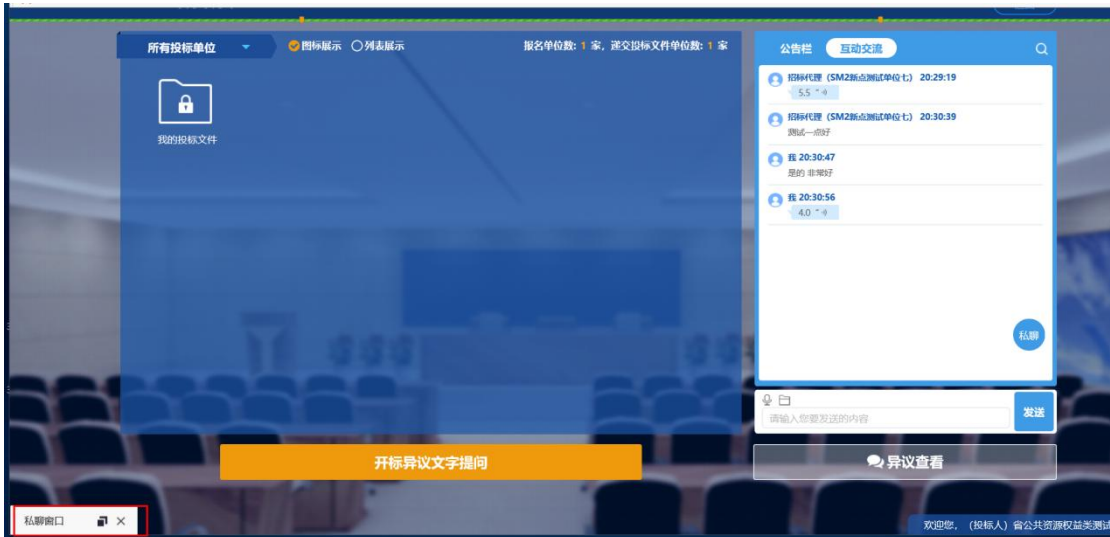 所有投标单位
图标展示 列表展示
报名单位数: 1 家, 递交投标文件单位数: 1 家
我的投标文件
公告栏 互动交流
招标代理 (SM2新点测试单位七) 20:29:19
5.5 "
招标代理 (SM2新点测试单位七) 20:30:39
测试一点好
我 20:30:47
是的 非常好
我 20:30:56
4.0 "
私聊
请输入您要发送的内容
发送
开标异议文字提问
异议查看
私聊窗口
欢迎您, (投标人) 省公共资源权益类测试